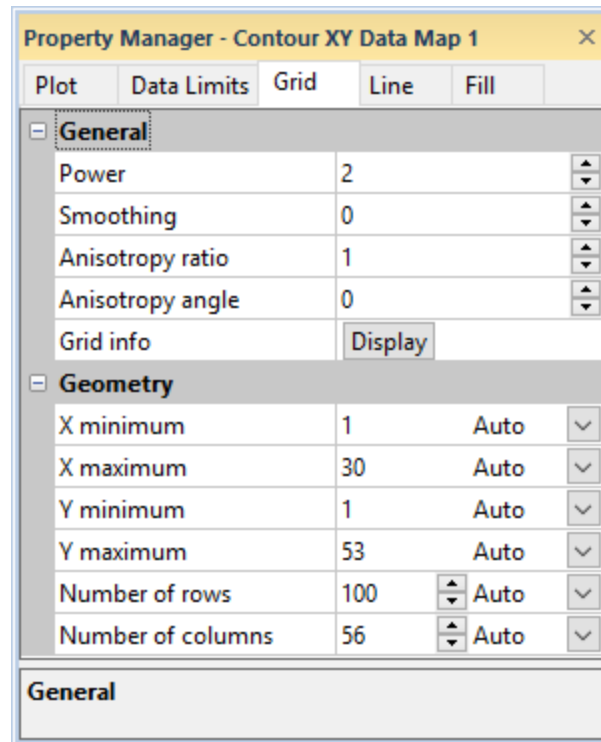 Property Manager - Contour XY Data Map 1
Plot Data Limits Grid Line Fill
General
Power 2
Smoothing 0
Anisotropy ratio 1
Anisotropy angle 0
Grid info Display
Geometry
X minimum 1 Auto
X maximum 30 Auto
Y minimum 1 Auto
Y maximum 53 Auto
Number of rows 100 Auto
Number of columns 56 Auto
General